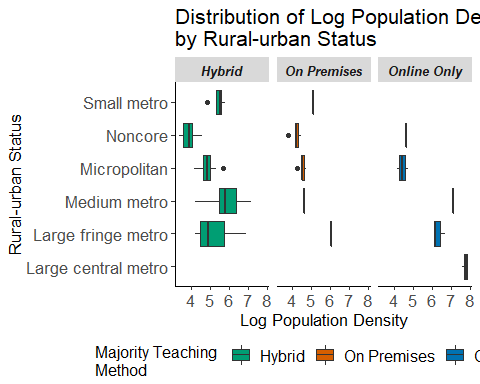 Distribution of Log Population De
by Rural-urban Status
Hybrid
On Premises
Online Only
Rural-urban Status
Small metro
Noncore
Micropolitan
Medium metro
Large fringe metro
Large central metro
4 5 6 7 8 4 5 6 7 8 4 5 6 7 8
Log Population Density
Majority Teaching
Method
Hybrid
On Premises